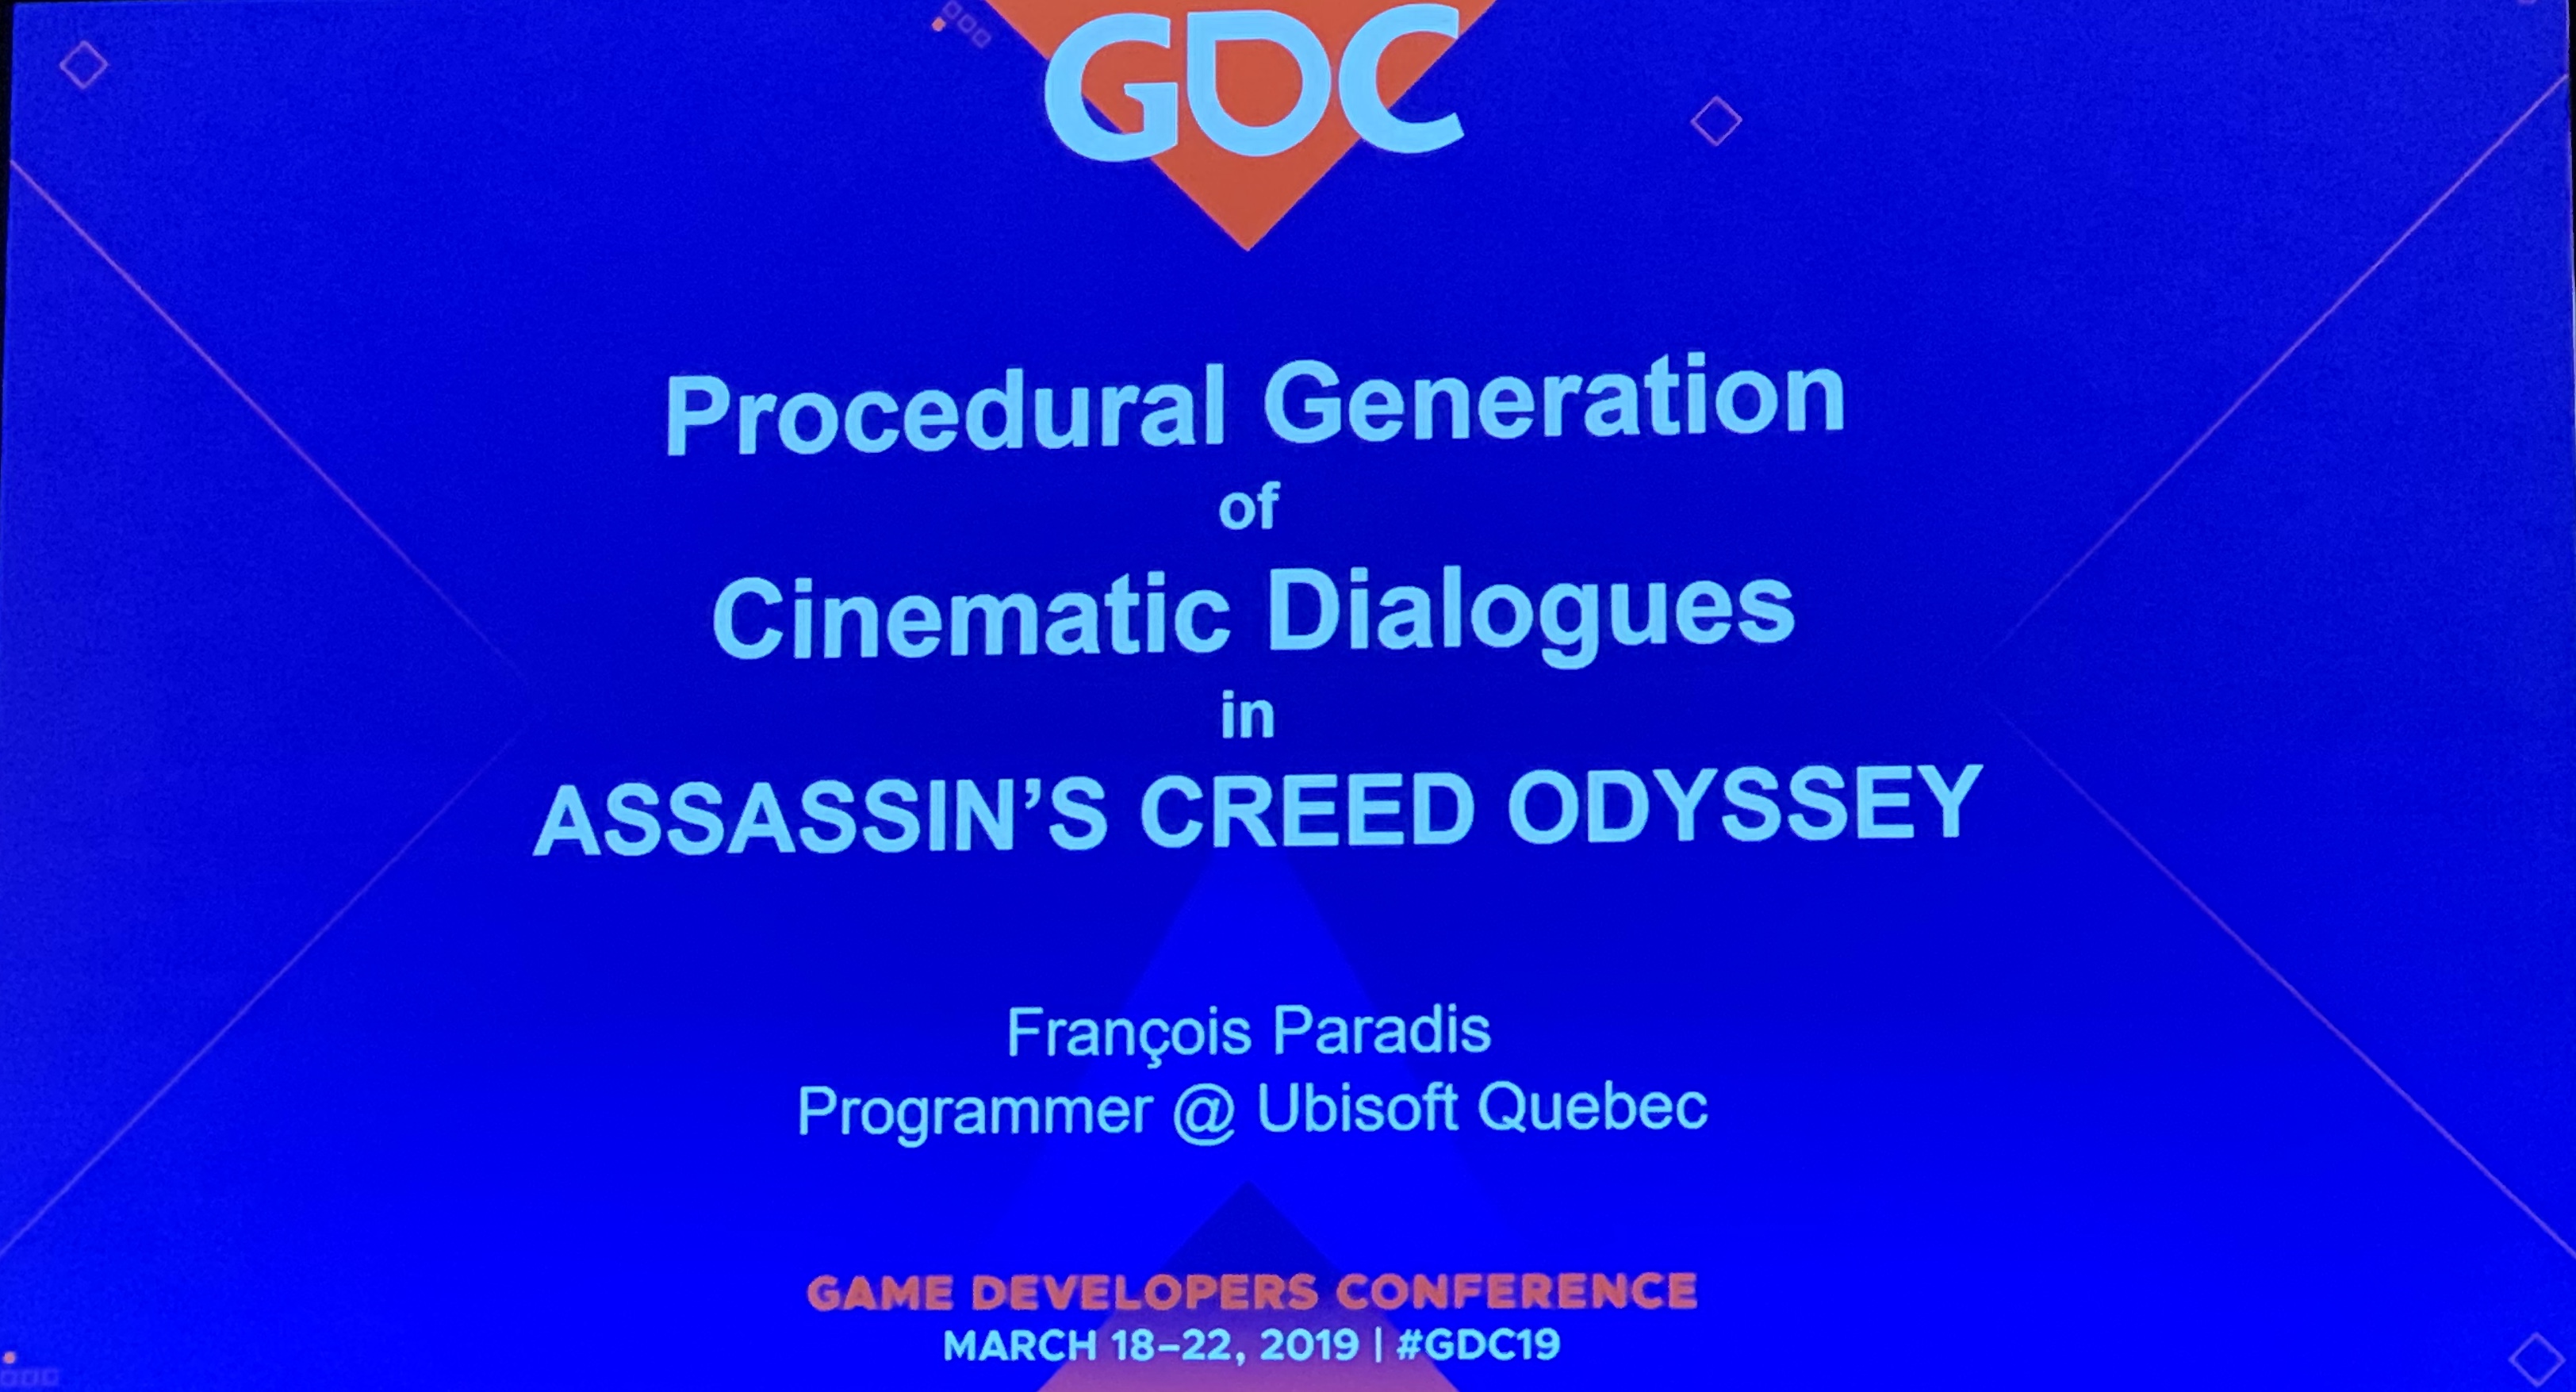 GDC
Procedural Generation
of
Cinematic Dialogues
in
ASSASSIN’S CREED ODYSSEY
François Paradis
Programmer @ Ubisoft Quebec
GAME DEVELOPERS CONFERENCE
MARCH 18–22, 2019 | #GDC19